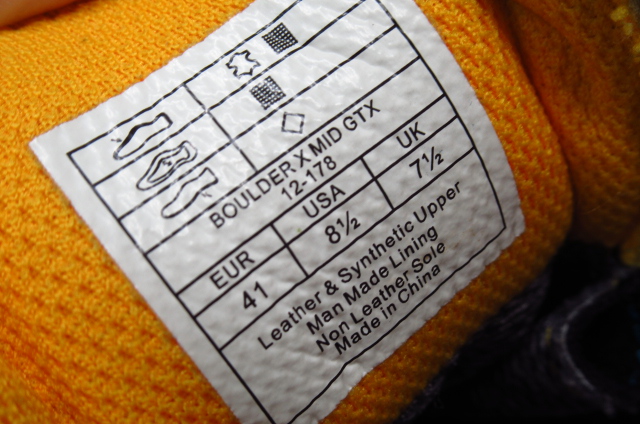 BOULDER X MID GTX
12-178
EUR USA UK
41 8½ 7½
Leather & Synthetic Upper
Man Made Lining
Non Leather Sole
Made in China